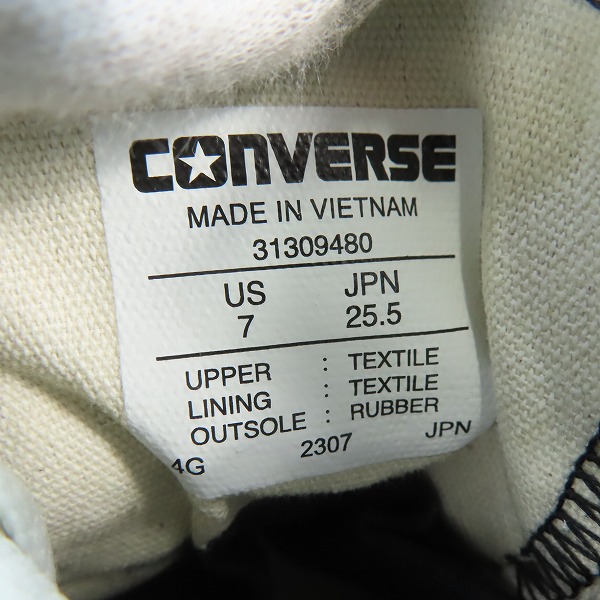 CONVERSE
MADE IN VIETNAM
31309480
US JPN
7 25.5
UPPER : TEXTILE
LINING : TEXTILE
OUTSOLE : RUBBER
4G 2307 JPN